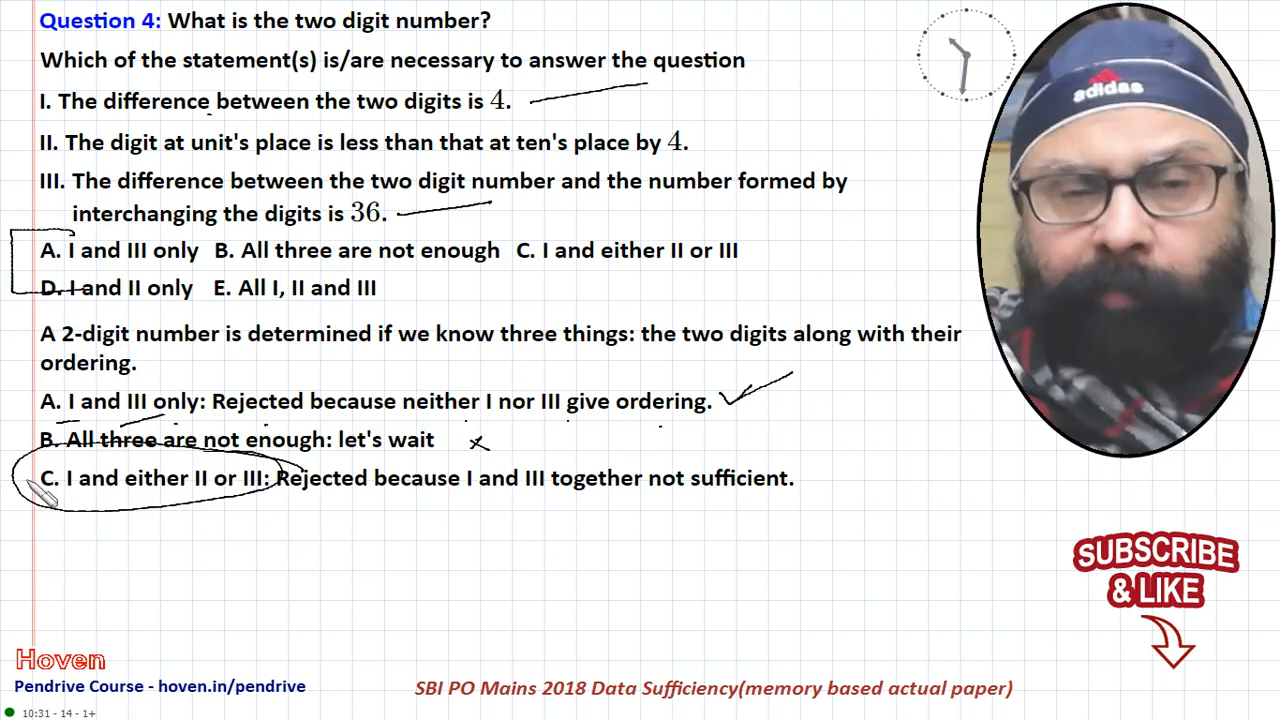 Question 4: What is the two digit number?
Which of the statement(s) is/are necessary to answer the question
I. The difference between the two digits is 4.
II. The digit at unit's place is less than that at ten's place by 4.
III. The difference between the two digit number and the number formed by
interchanging the digits is 36.
A. I and III only B. All three are not enough C. I and either II or III
D. I and II only E. All I, II and III
A 2-digit number is determined if we know three things: the two digits along with their
ordering.
A. I and III only: Rejected because neither I nor III give ordering.
B. All three are not enough: let's wait
C. I and either II or III: Rejected because I and III together not sufficient.
adidas
SUBSCRIBE
& LIKE
Hoven
Pendrive Course - hoven.in/pendrive
SBI PO Mains 2018 Data Sufficiency(memory based actual paper)
10:31 - 14 - 1+